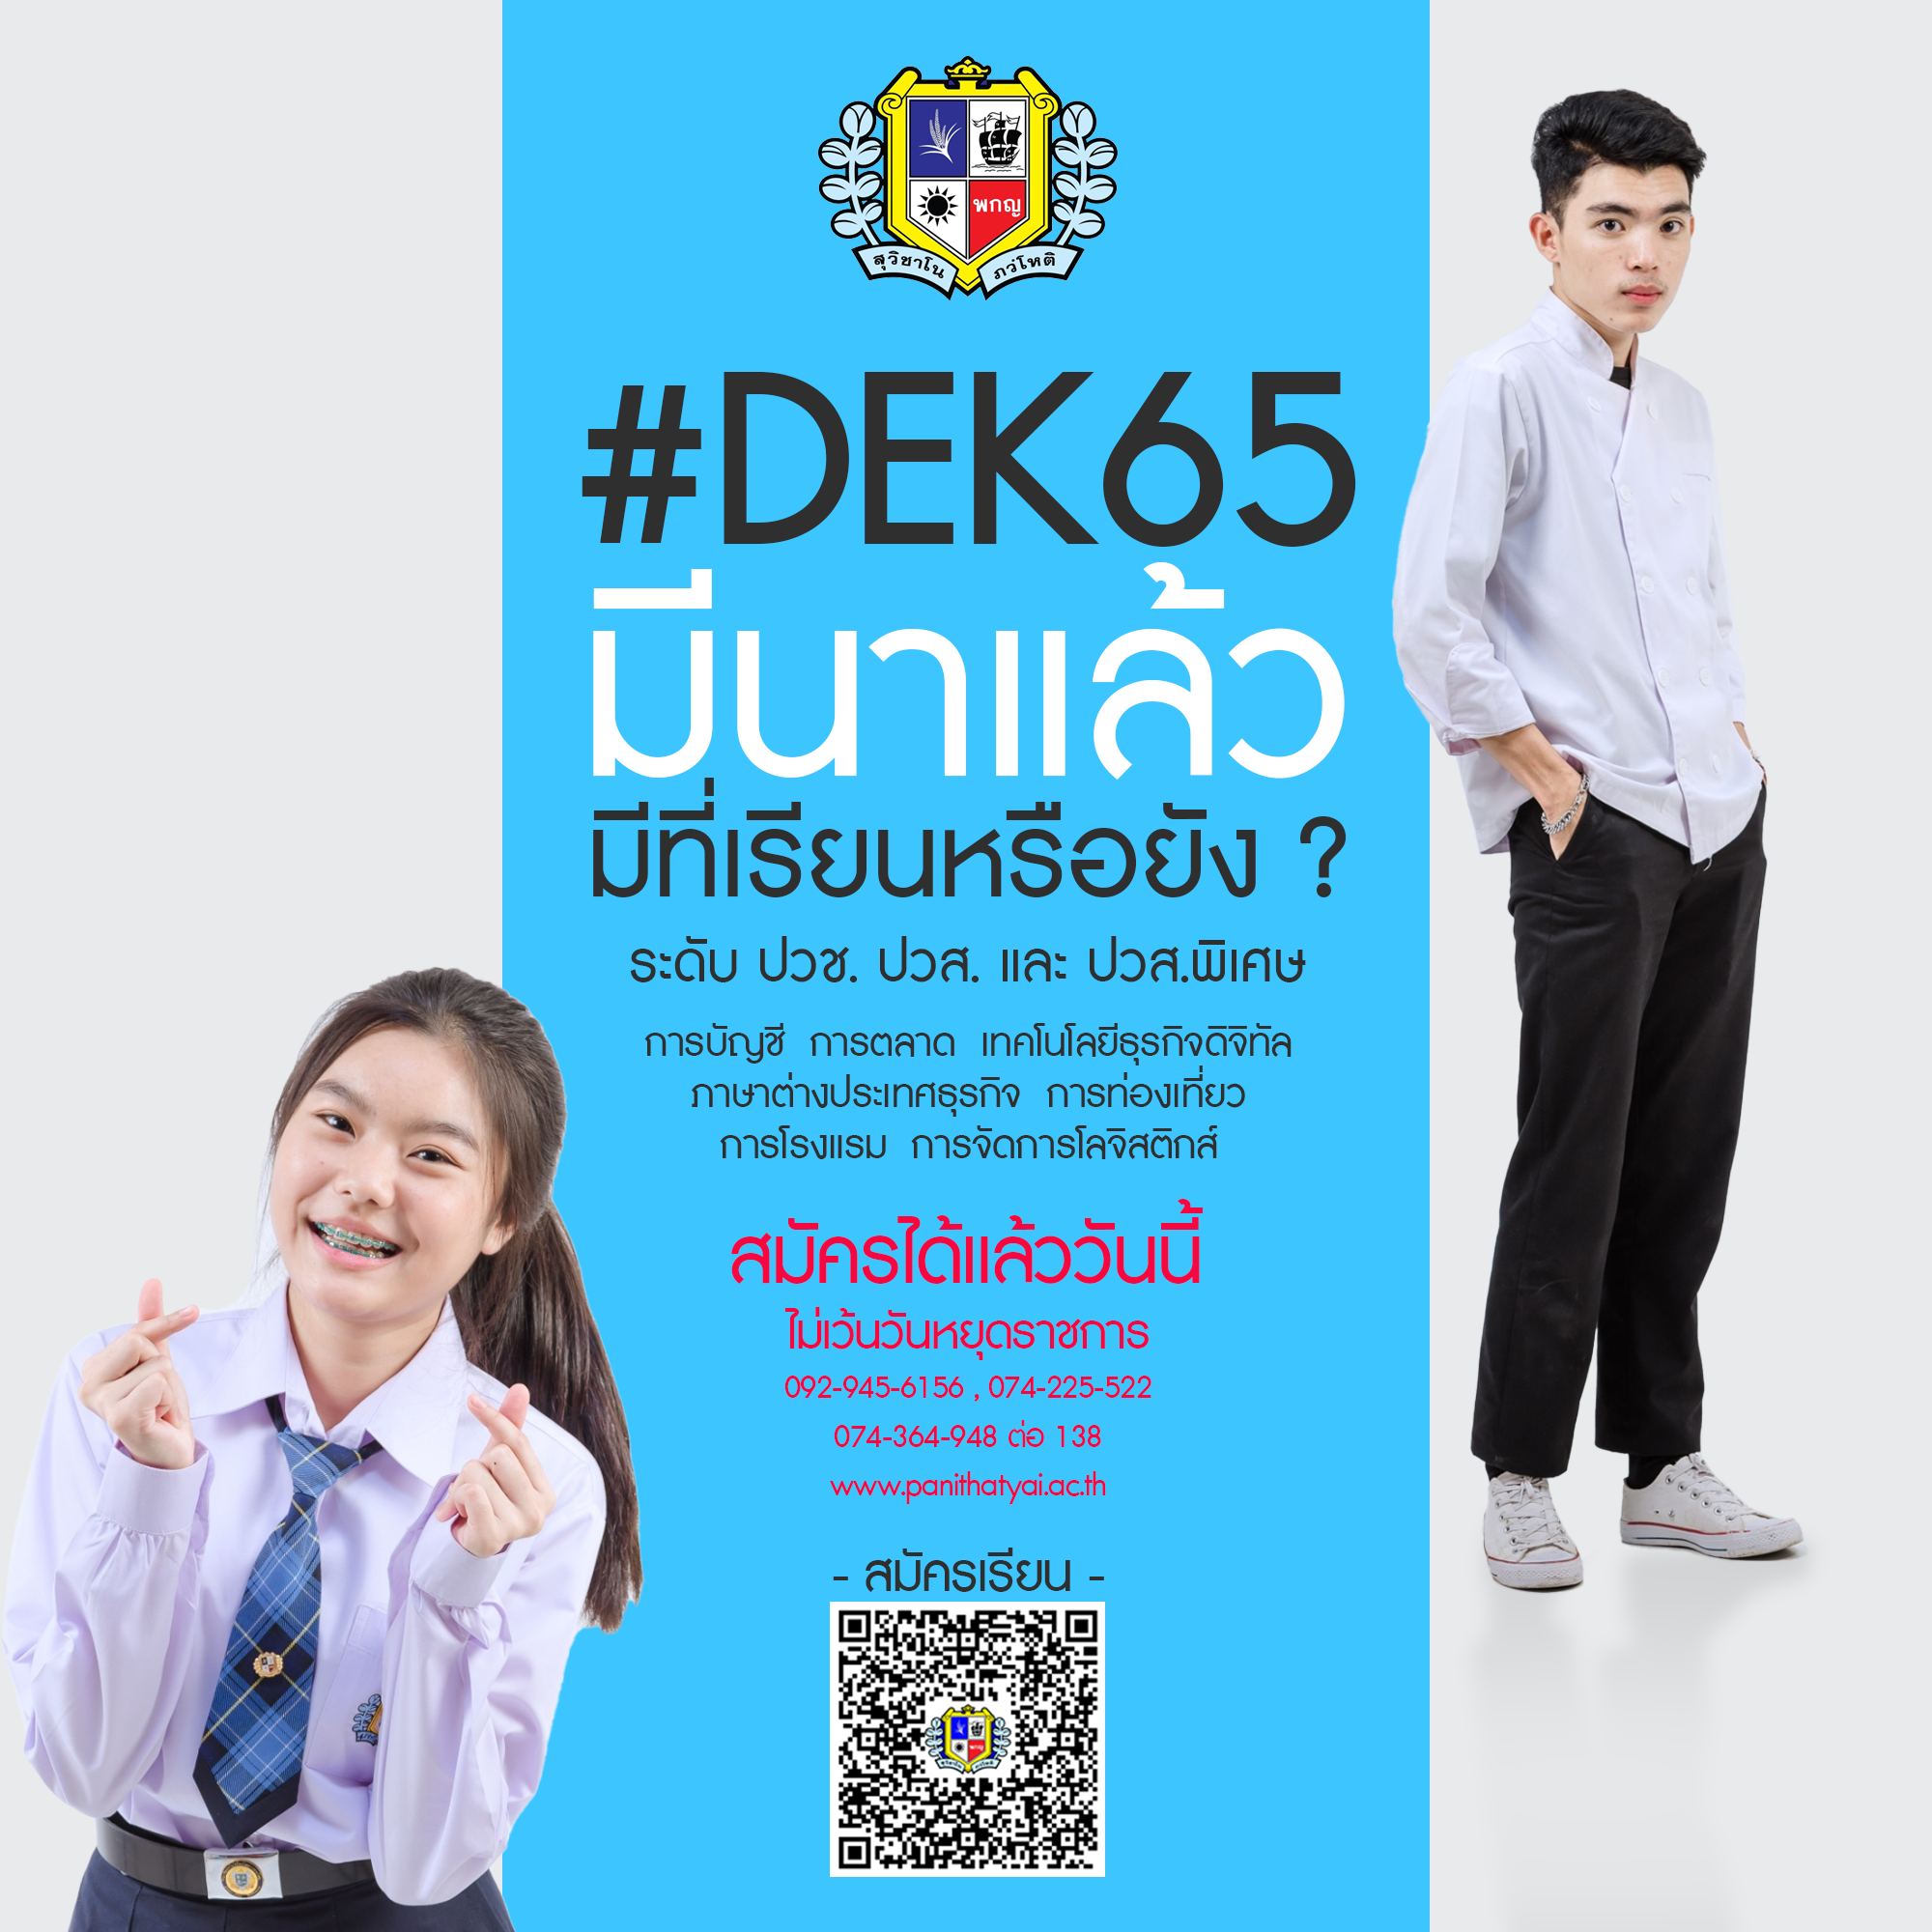 พกญ
สุวิชาโน ภวํโหติ
#DEK65
มีนาแล้ว
มีที่เรียนหรือยัง ?
ระดับ ปวช. ปวส. และ ปวส.พิเศษ
การบัญชี การตลาด เทคโนโลยีธุรกิจดิจิทัล
ภาษาต่างประเทศธุรกิจ การท่องเที่ยว
การโรงแรม การจัดการโลจิสติกส์
สมัครได้แล้ววันนี้
ไม่เว้นวันหยุดราชการ
092-945-6156 , 074-225-522
074-364-948 ต่อ 138
www.panithatyai.ac.th
- สมัครเรียน -
พกญ